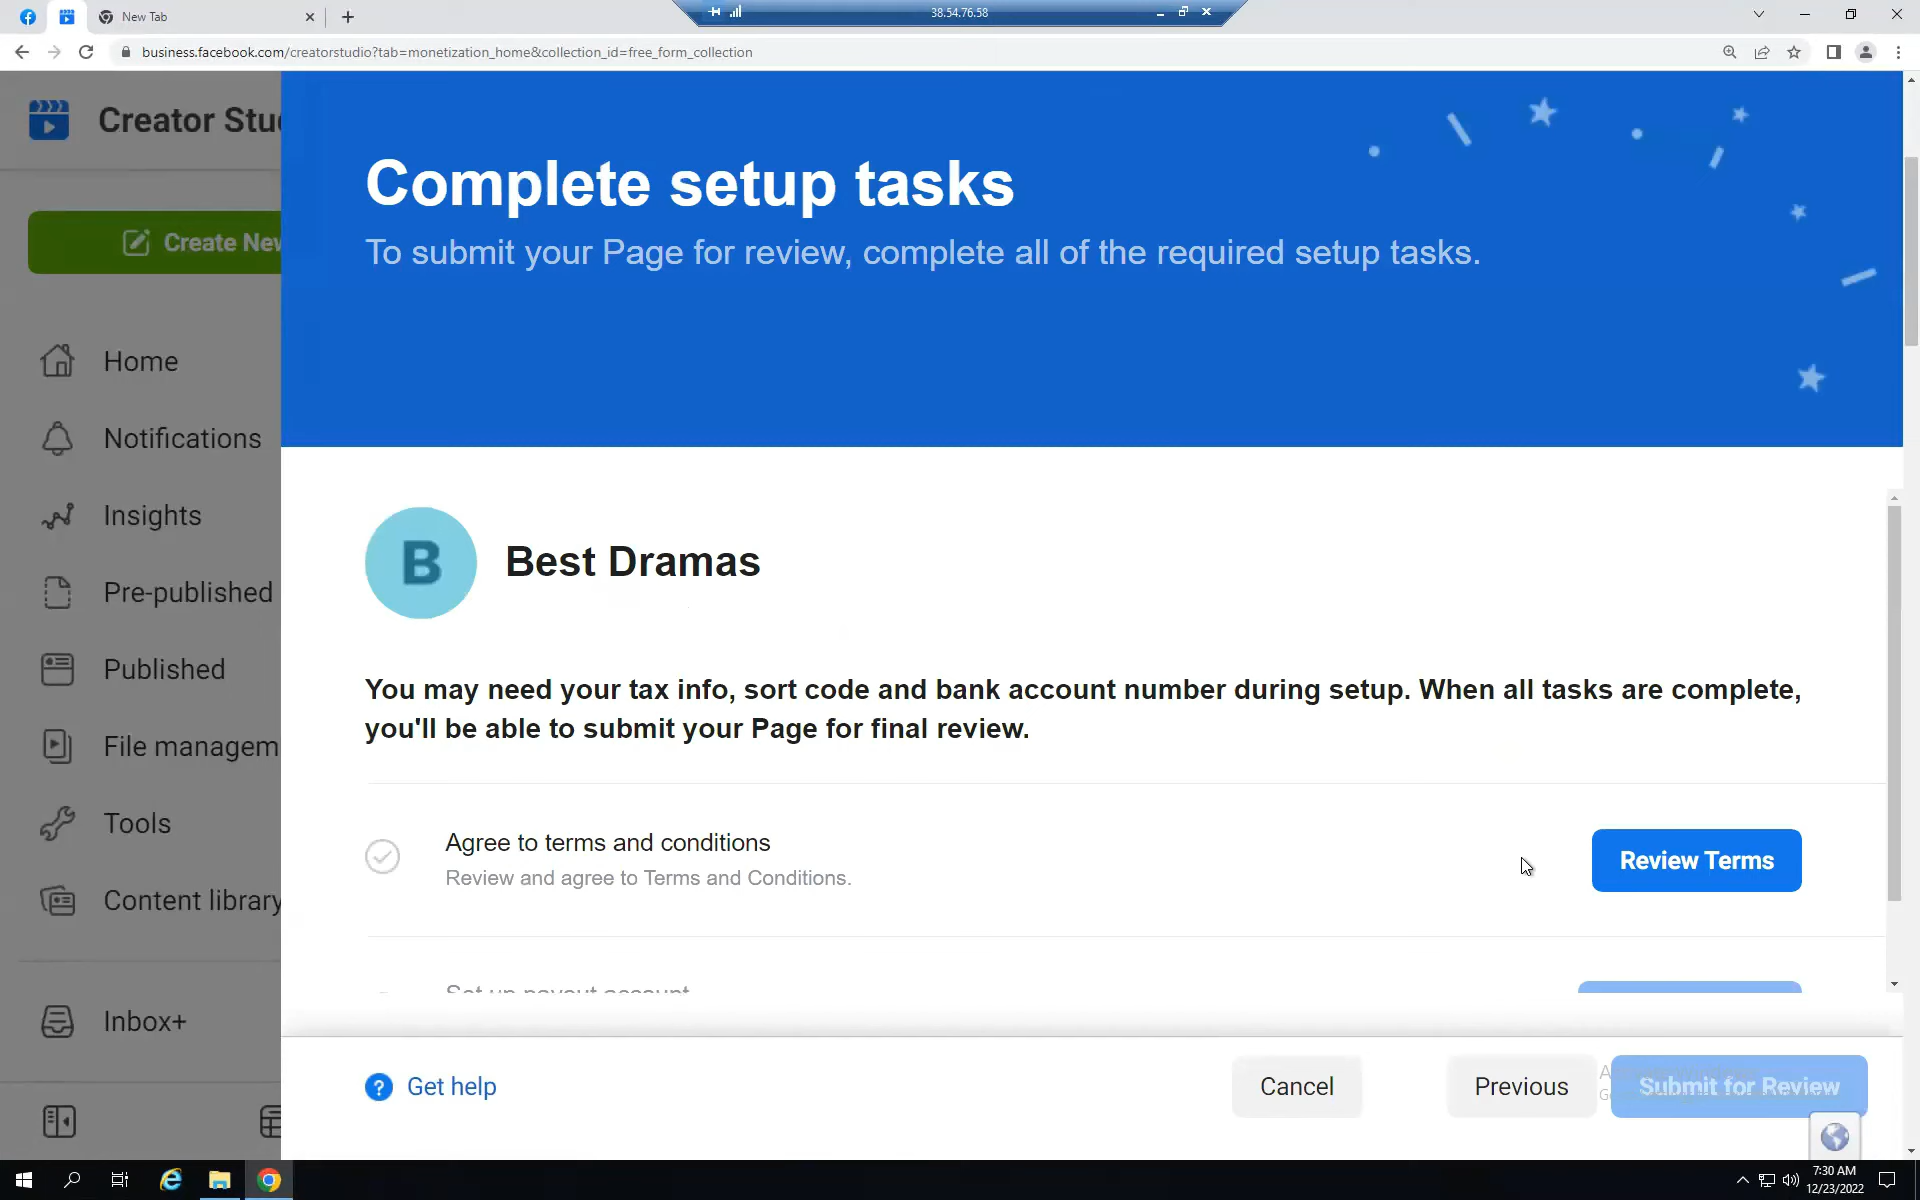 New Tab
38.54.76.58
business.facebook.com/creatorstudio?tab=monetization_home&collection_id=free_form_collection
Creator Stu
Create New
Home
Notifications
Insights
Pre-published
Published
File managem
Tools
Content library
Inbox+
Complete setup tasks
To submit your Page for review, complete all of the required setup tasks.
B
Best Dramas
You may need your tax info, sort code and bank account number during setup. When all tasks are complete,
you'll be able to submit your Page for final review.
Agree to terms and conditions
Review and agree to Terms and Conditions.
Review Terms
Set up payout account
? Get help
Cancel
Previous
Submit for Review
7:30 AM
12/23/2022